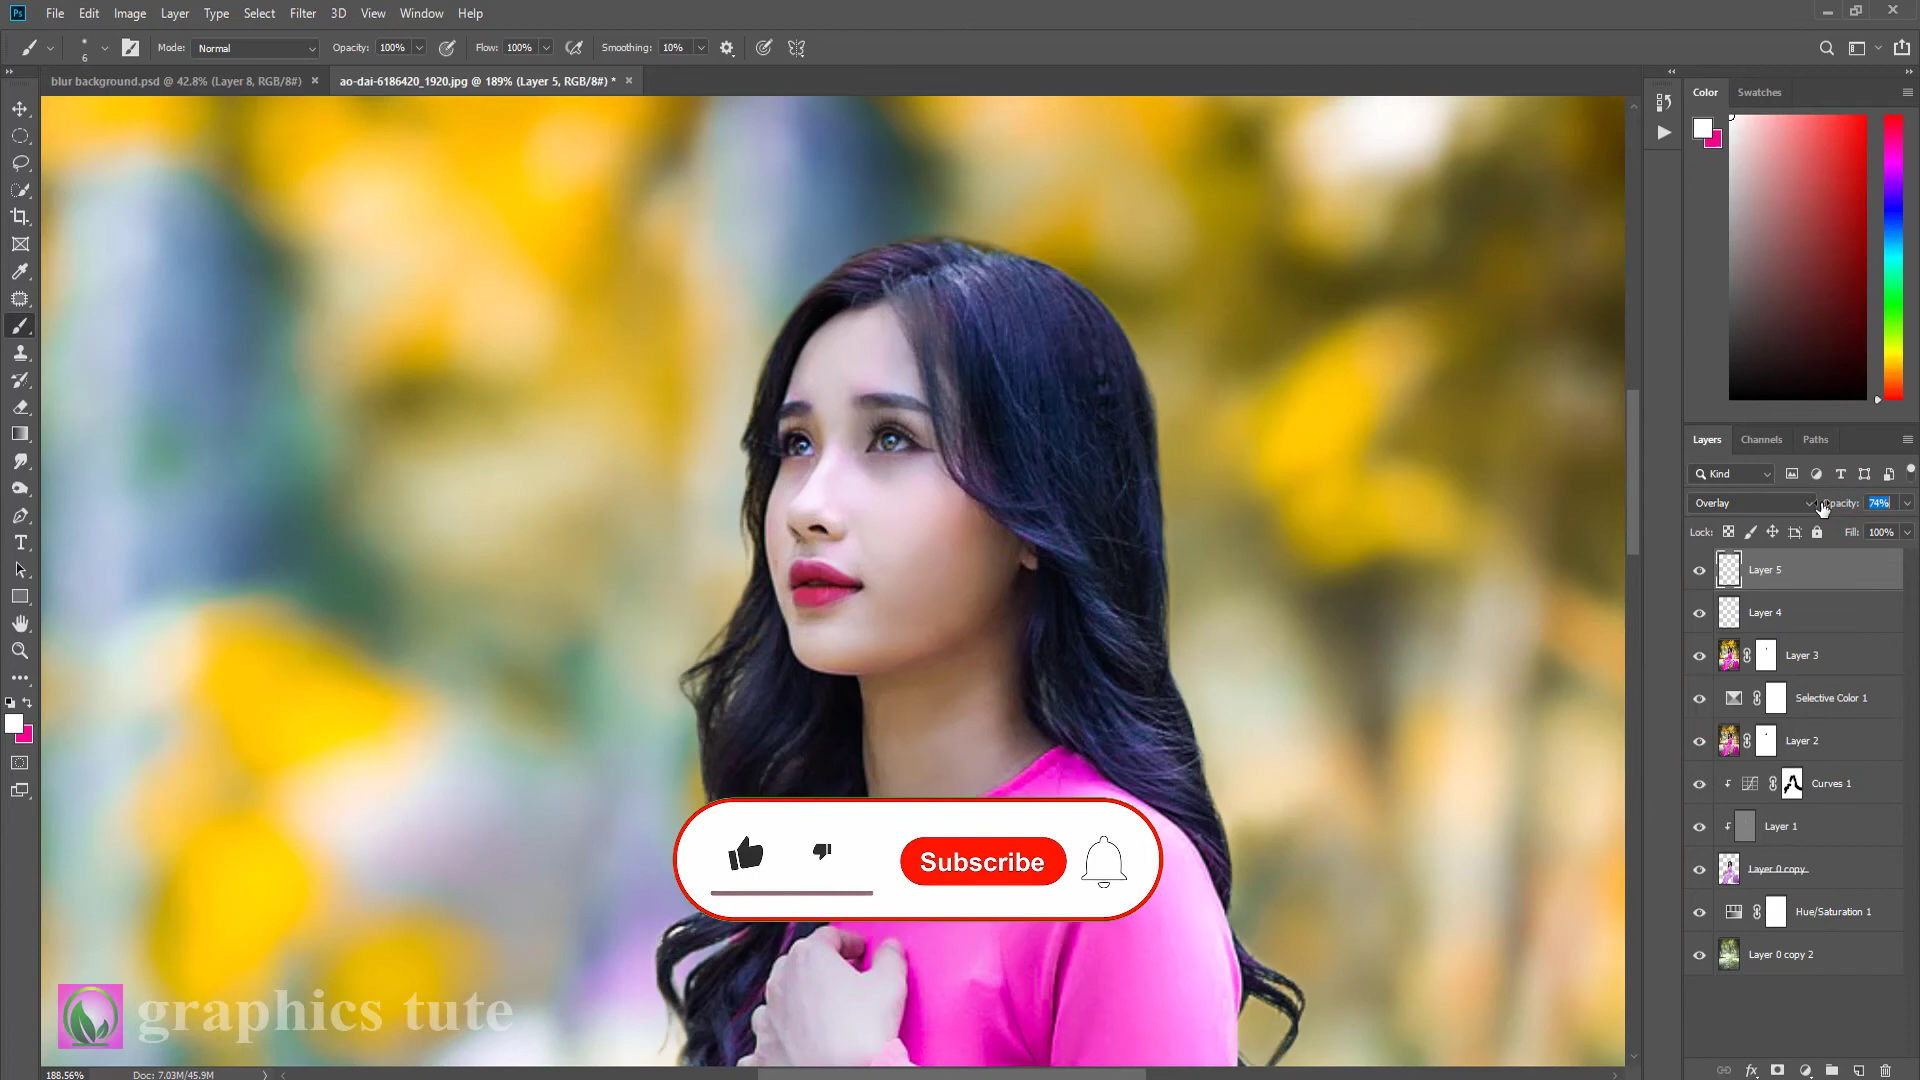 Ps File Edit Image Layer Type Select Filter 3D View Window Help
6 Mode: Normal Opacity: 100% Flow: 100% Smoothing: 10%
blur background.psd @ 42.8% (Layer 8, RGB/8#) × ao-dai-6186420_1920.jpg @ 189% (Layer 5, RGB/8#) * ×
Color Swatches
Layers Channels Paths
Kind
Overlay pacity: 74%
Lock: Fill: 100%
Layer 5
Layer 4
Layer 3
Selective Color 1
Layer 2
Curves 1
Layer 1
Layer 0 copy
Hue/Saturation 1
Layer 0 copy 2
Subscribe
graphics tute
188.56% Doc: 7.03M/45.9M